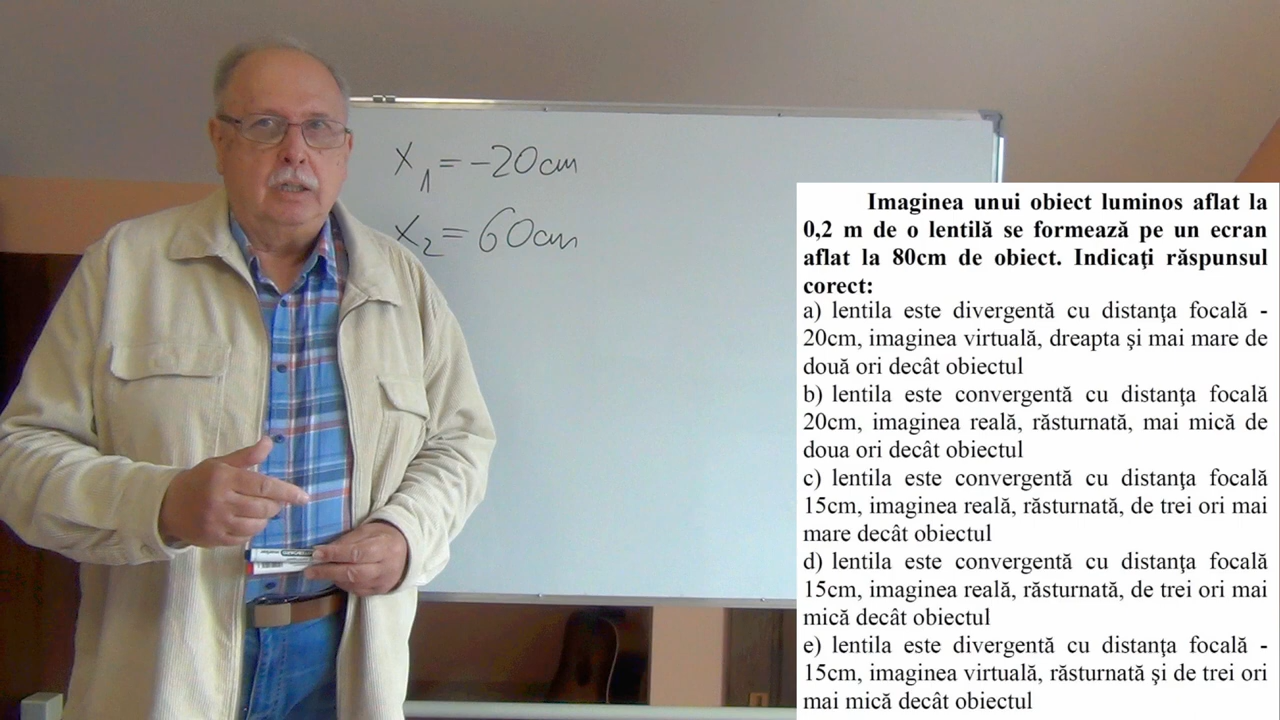 X₁ = -20cm
X₂ = 60cm
Imaginea unui obiect luminos aflat la
0,2 m de o lentilă se formează pe un ecran
aflat la 80cm de obiect. Indicaţi răspunsul
corect:
a) lentila este divergentă cu distanţa focală -
20cm, imaginea virtuală, dreapta şi mai mare de
două ori decât obiectul
b) lentila este convergentă cu distanţa focală
20cm, imaginea reală, răsturnată, mai mică de
doua ori decât obiectul
c) lentila este convergentă cu distanţa focală
15cm, imaginea reală, răsturnată, de trei ori mai
mare decât obiectul
d) lentila este convergentă cu distanţa focală
15cm, imaginea reală, răsturnată, de trei ori mai
mică decât obiectul
e) lentila este divergentă cu distanţa focală -
15cm, imaginea virtuală, răsturnată şi de trei ori
mai mică decât obiectul